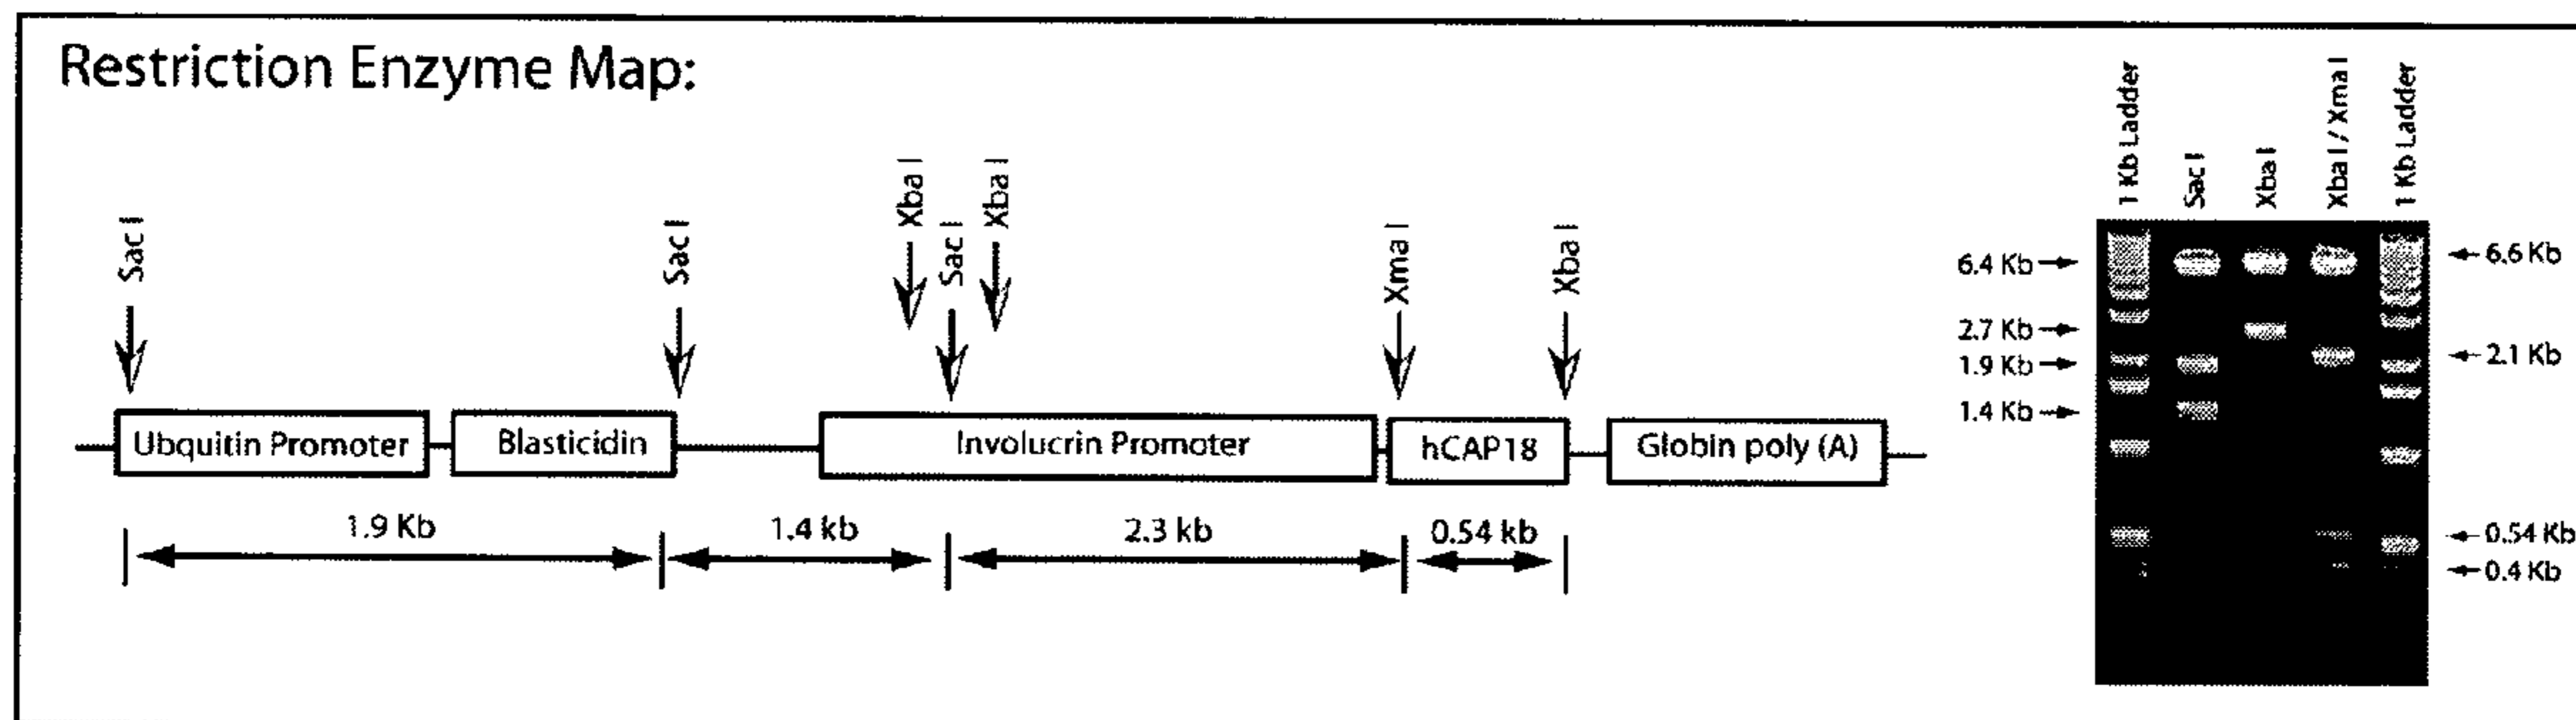 Restriction Enzyme Map:
Sac I
Sac I
Xba I
Sac I
Xba I
Xma I
Xba I
Ubquitin Promoter
Blasticidin
Involucrin Promoter
hCAP18
Globin poly (A)
1.9 Kb
1.4 kb
2.3 kb
0.54 kb
1 Kb Ladder
Sac I
Xba I
Xba I / Xma I
1 Kb Ladder
6.4 Kb
2.7 Kb
1.9 Kb
1.4 Kb
6.6 Kb
2.1 Kb
0.54 Kb
0.4 Kb